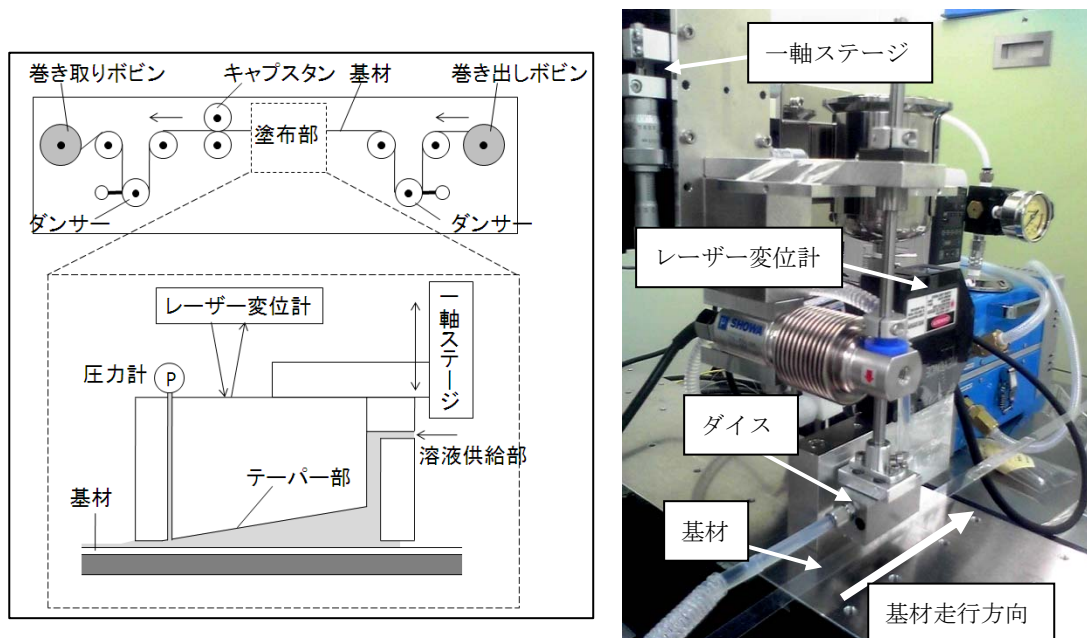 巻き取りボビン
キャプスタン
基材
巻き出しボビン
塗布部
ダンサー
ダンサー
レーザー変位計
一軸ステージ
圧力計
P
溶液供給部
テーパー部
基材
一軸ステージ
レーザー変位計
SHOWA
ダイス
基材
基材走行方向